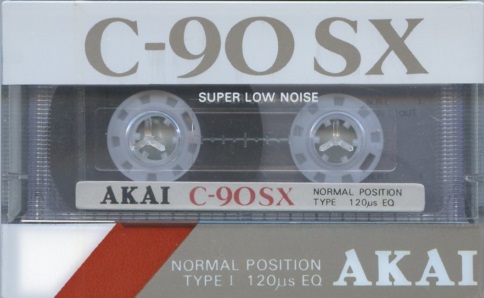 C-90 SX
SUPER LOW NOISE
AKAI C-90SX NORMAL POSITION
TYPE I 120μs EQ
NORMAL POSITION
TYPE I 120μs EQ
AKAI